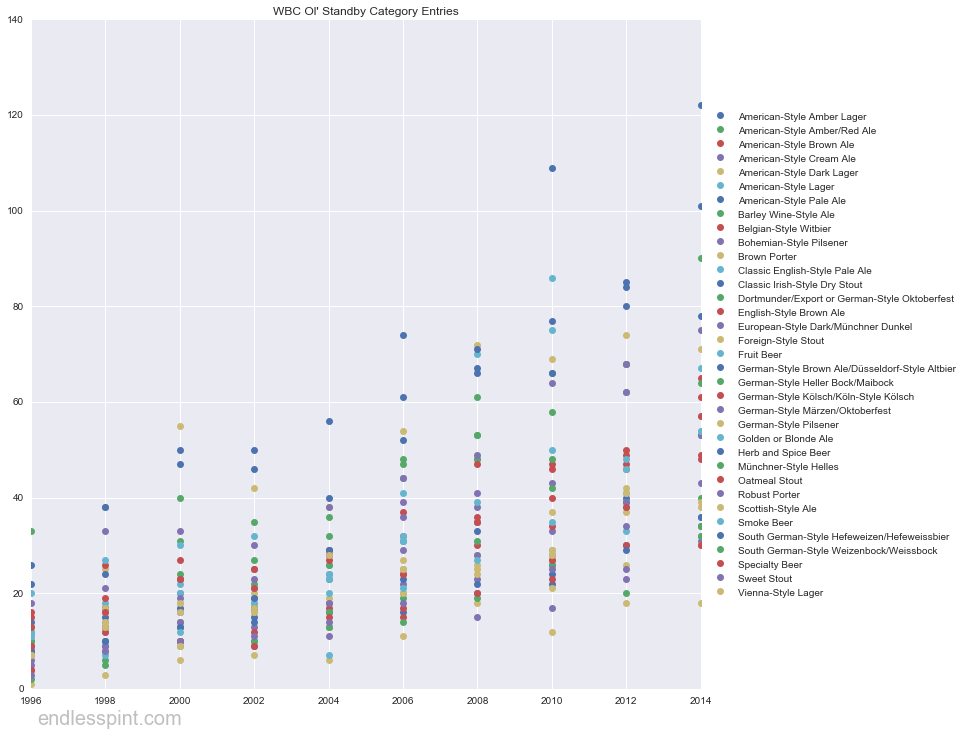 WBC Ol' Standby Category Entries
140
120
100
80
60
40
20
0
1996 1998 2000 2002 2004 2006 2008 2010 2012 2014
American-Style Amber Lager
American-Style Amber/Red Ale
American-Style Brown Ale
American-Style Cream Ale
American-Style Dark Lager
American-Style Lager
American-Style Pale Ale
Barley Wine-Style Ale
Belgian-Style Witbier
Bohemian-Style Pilsener
Brown Porter
Classic English-Style Pale Ale
Classic Irish-Style Dry Stout
Dortmunder/Export or German-Style Oktoberfest
English-Style Brown Ale
European-Style Dark/Münchner Dunkel
Foreign-Style Stout
Fruit Beer
German-Style Brown Ale/Düsseldorf-Style Altbier
German-Style Heller Bock/Maibock
German-Style Kölsch/Köln-Style Kölsch
German-Style Märzen/Oktoberfest
German-Style Pilsener
Golden or Blonde Ale
Herb and Spice Beer
Münchner-Style Helles
Oatmeal Stout
Robust Porter
Scottish-Style Ale
Smoke Beer
South German-Style Hefeweizen/Hefeweissbier
South German-Style Weizenbock/Weissbock
Specialty Beer
Sweet Stout
Vienna-Style Lager
endlesspint.com